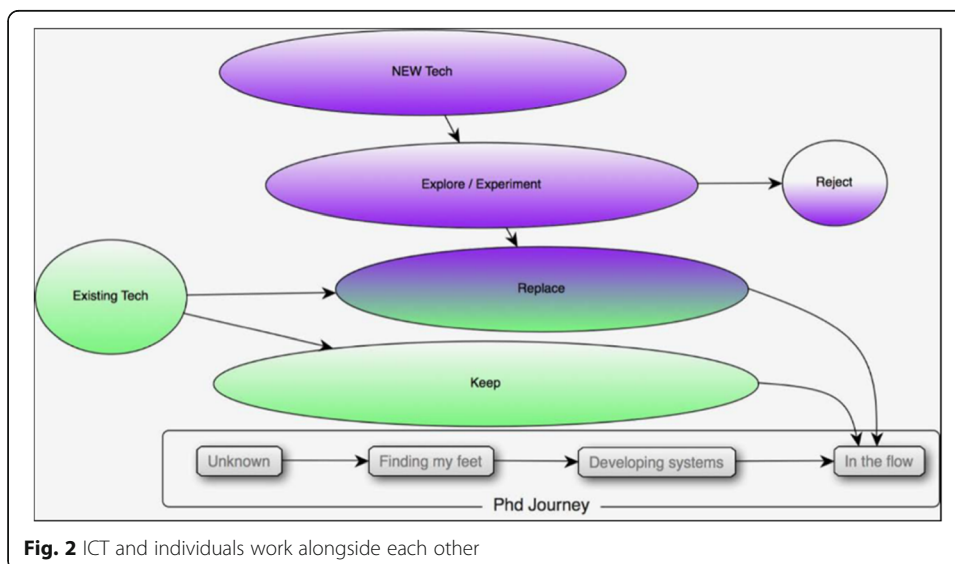 NEW Tech
Explore / Experiment
Reject
Existing Tech
Replace
Keep
Unknown
Finding my feet
Developing systems
In the flow
Phd Journey
Fig. 2 ICT and individuals work alongside each other